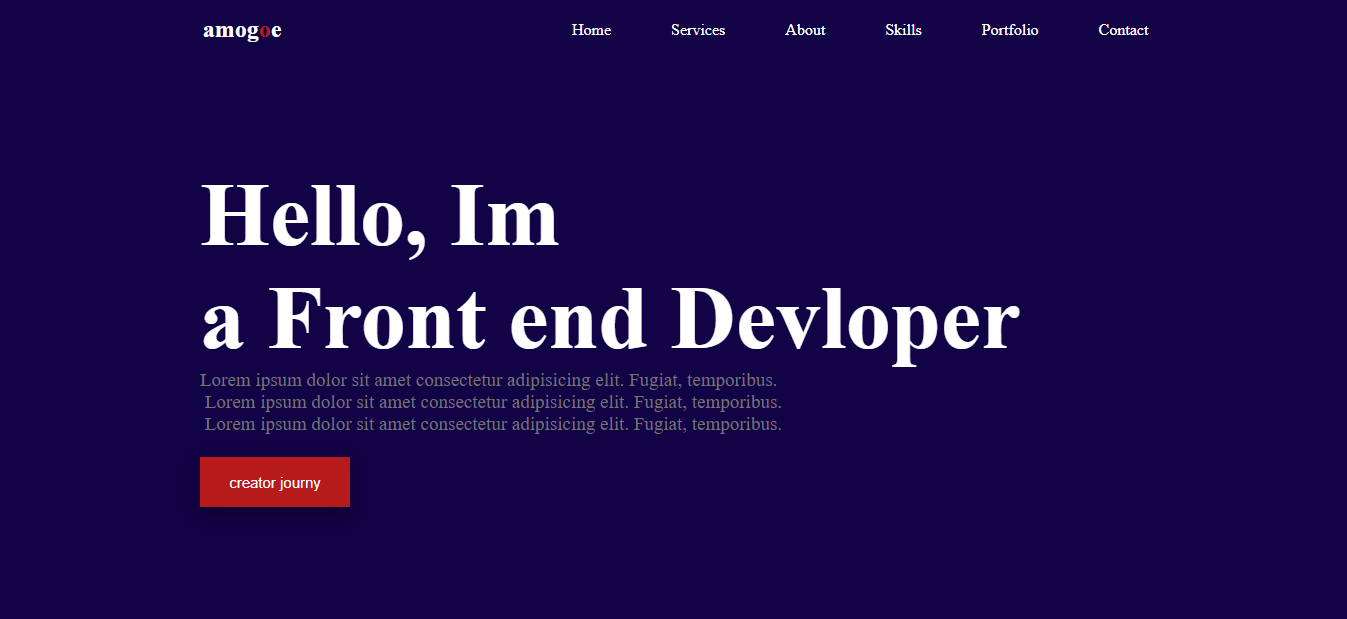 amogoe
Home Services About Skills Portfolio Contact
Hello, Im
a Front end Devloper
Lorem ipsum dolor sit amet consectetur adipisicing elit. Fugiat, temporibus.
Lorem ipsum dolor sit amet consectetur adipisicing elit. Fugiat, temporibus.
Lorem ipsum dolor sit amet consectetur adipisicing elit. Fugiat, temporibus.
creator journy